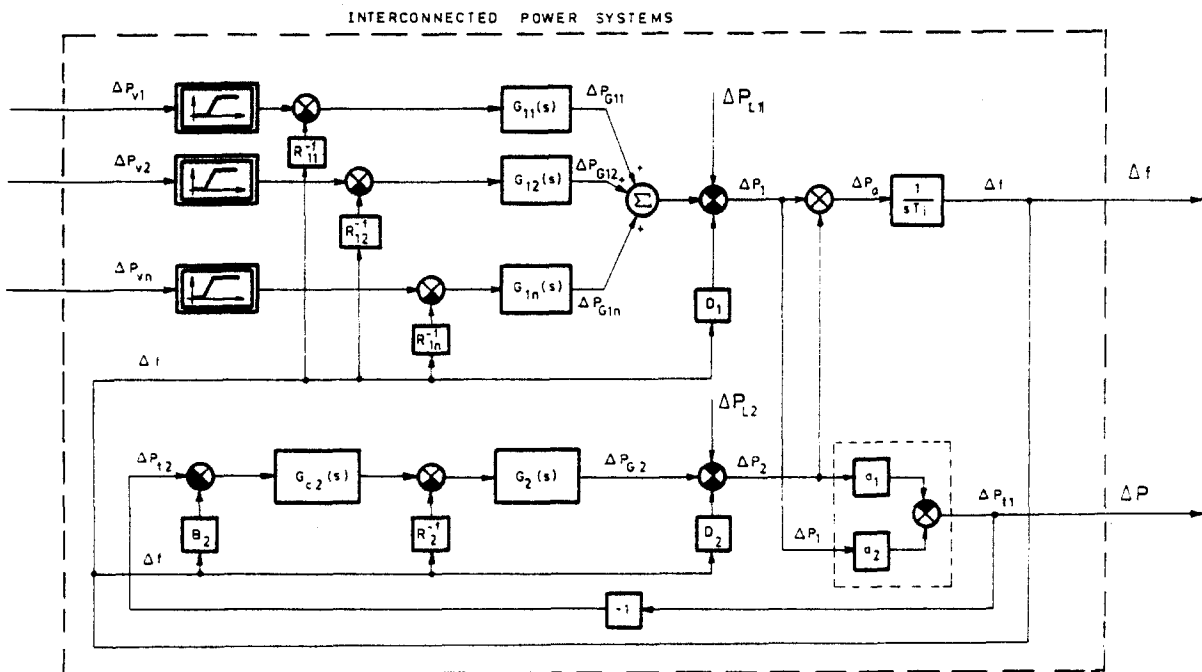 INTERCONNECTED POWER SYSTEMS
ΔP_v1
G_11(s)
ΔP_G11
ΔP_L1
R_11^-1
ΔP_v2
G_12(s)
ΔP_G12
+
+
+
Σ
ΔP_1
ΔP_a
1
sT_i
Δf
Δf
R_12^-1
ΔP_vn
G_1n(s)
ΔP_G1n
D_1
R_1n^-1
Δf
ΔP_L2
ΔP_t2
G_c2(s)
G_2(s)
ΔP_G2
ΔP_2
a_1
ΔP_t1
ΔP
B_2
R_2^-1
D_2
ΔP_1
a_2
Δf
-1